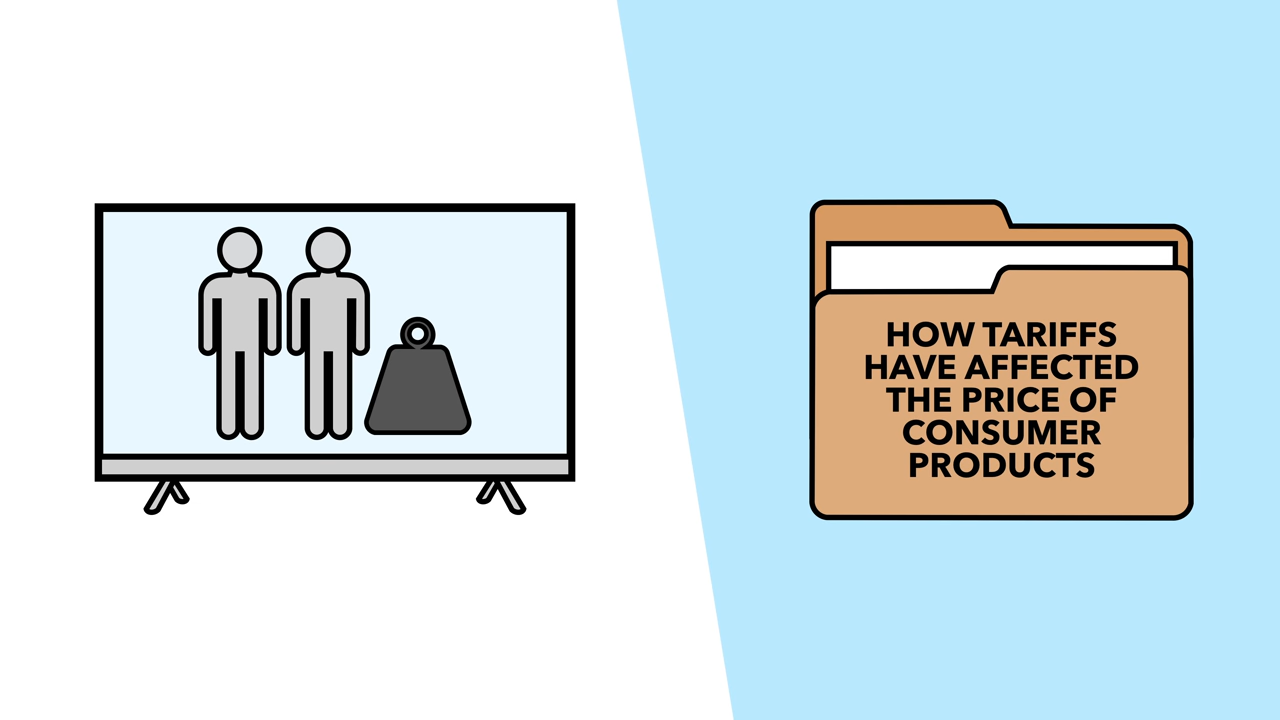 HOW TARIFFS
HAVE AFFECTED
THE PRICE OF
CONSUMER
PRODUCTS